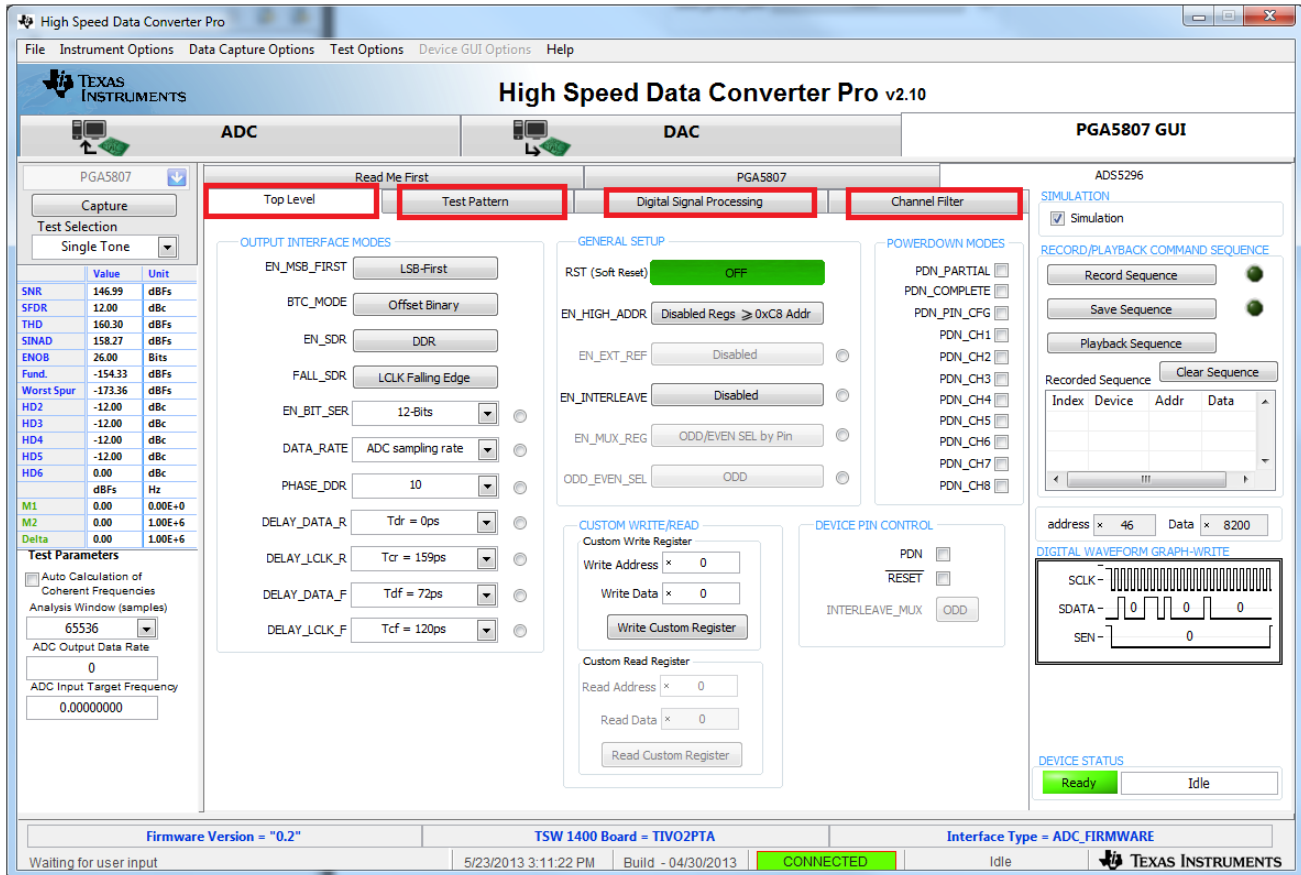 High Speed Data Converter Pro
File Instrument Options Data Capture Options Test Options Device GUI Options Help
TEXAS INSTRUMENTS
High Speed Data Converter Pro v2.10
ADC
DAC
PGA5807 GUI
PGA5807
Capture
Test Selection
Single Tone
Value Unit
SNR 146.99 dBFs
SFDR 12.00 dBc
THD 160.30 dBFs
SINAD 158.27 dBFs
ENOB 26.00 Bits
Fund. -154.33 dBFs
Worst Spur -173.36 dBFs
HD2 -12.00 dBc
HD3 -12.00 dBc
HD4 -12.00 dBc
HD5 -12.00 dBc
HD6 0.00 dBc
dBFs Hz
M1 0.00 0.00E+0
M2 0.00 1.00E+6
Delta 0.00 1.00E+6
Test Parameters
Auto Calculation of
Coherent Frequencies
Analysis Window (samples)
65536
ADC Output Data Rate
0
ADC Input Target Frequency
0.00000000
Read Me First
PGA5807
ADS5296
Top Level
Test Pattern
Digital Signal Processing
Channel Filter
OUTPUT INTERFACE MODES
EN_MSB_FIRST LSB-First
BTC_MODE Offset Binary
EN_SDR DDR
FALL_SDR LCLK Falling Edge
EN_BIT_SER 12-Bits
DATA_RATE ADC sampling rate
PHASE_DDR 10
DELAY_DATA_R Tdr = 0ps
DELAY_LCLK_R Tcr = 159ps
DELAY_DATA_F Tdf = 72ps
DELAY_LCLK_F Tcf = 120ps
GENERAL SETUP
RST (Soft Reset) OFF
EN_HIGH_ADDR Disabled Regs ⩾ 0xC8 Addr
EN_EXT_REF Disabled
EN_INTERLEAVE Disabled
EN_MUX_REG ODD/EVEN SEL by Pin
ODD_EVEN_SEL ODD
POWERDOWN MODES
PDN_PARTIAL
PDN_COMPLETE
PDN_PIN_CFG
PDN_CH1
PDN_CH2
PDN_CH3
PDN_CH4
PDN_CH5
PDN_CH6
PDN_CH7
PDN_CH8
CUSTOM WRITE/READ
Custom Write Register
Write Address × 0
Write Data × 0
Write Custom Register
Custom Read Register
Read Address × 0
Read Data × 0
Read Custom Register
DEVICE PIN CONTROL
PDN
RESET
INTERLEAVE_MUX ODD
SIMULATION
Simulation
RECORD/PLAYBACK COMMAND SEQUENCE
Record Sequence
Save Sequence
Playback Sequence
Recorded Sequence Clear Sequence
Index Device Addr Data
address × 46 Data × 8200
DIGITAL WAVEFORM GRAPH-WRITE
SCLK -
SDATA - 0 0 0
SEN - 0
DEVICE STATUS
Ready Idle
Firmware Version = "0.2"
TSW 1400 Board = TIVO2PTA
Interface Type = ADC_FIRMWARE
Waiting for user input
5/23/2013 3:11:22 PM
Build - 04/30/2013
CONNECTED
Idle
TEXAS INSTRUMENTS